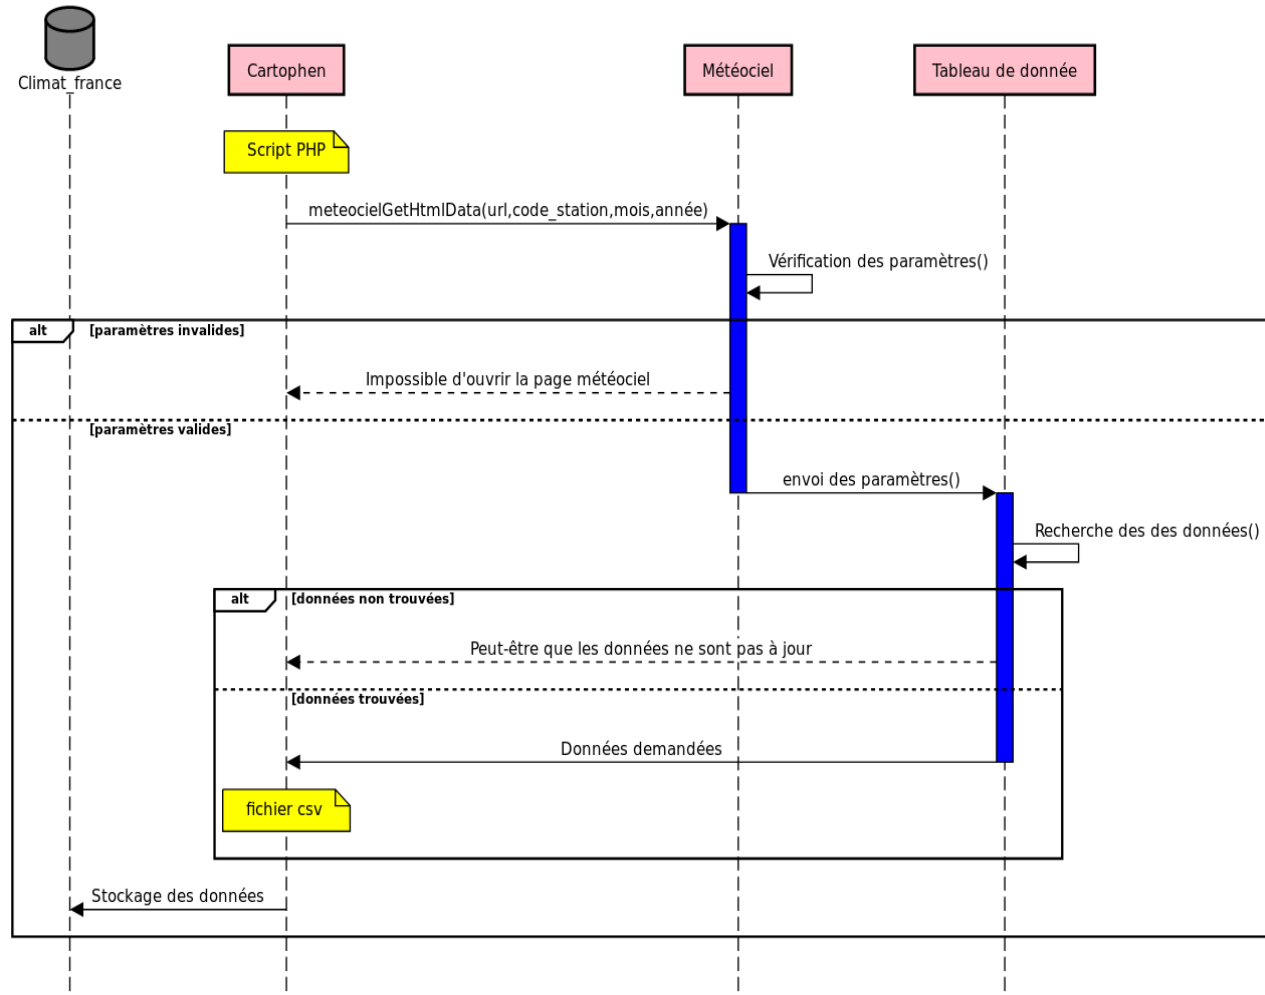 Climat_france
Cartophen
Météociel
Tableau de donnée
Script PHP
meteocielGetHtmlData(url,code_station,mois,année)
Vérification des paramètres()
alt
[paramètres invalides]
Impossible d'ouvrir la page météociel
[paramètres valides]
envoi des paramètres()
Recherche des des données()
alt
[données non trouvées]
Peut-être que les données ne sont pas à jour
[données trouvées]
Données demandées
fichier csv
Stockage des données